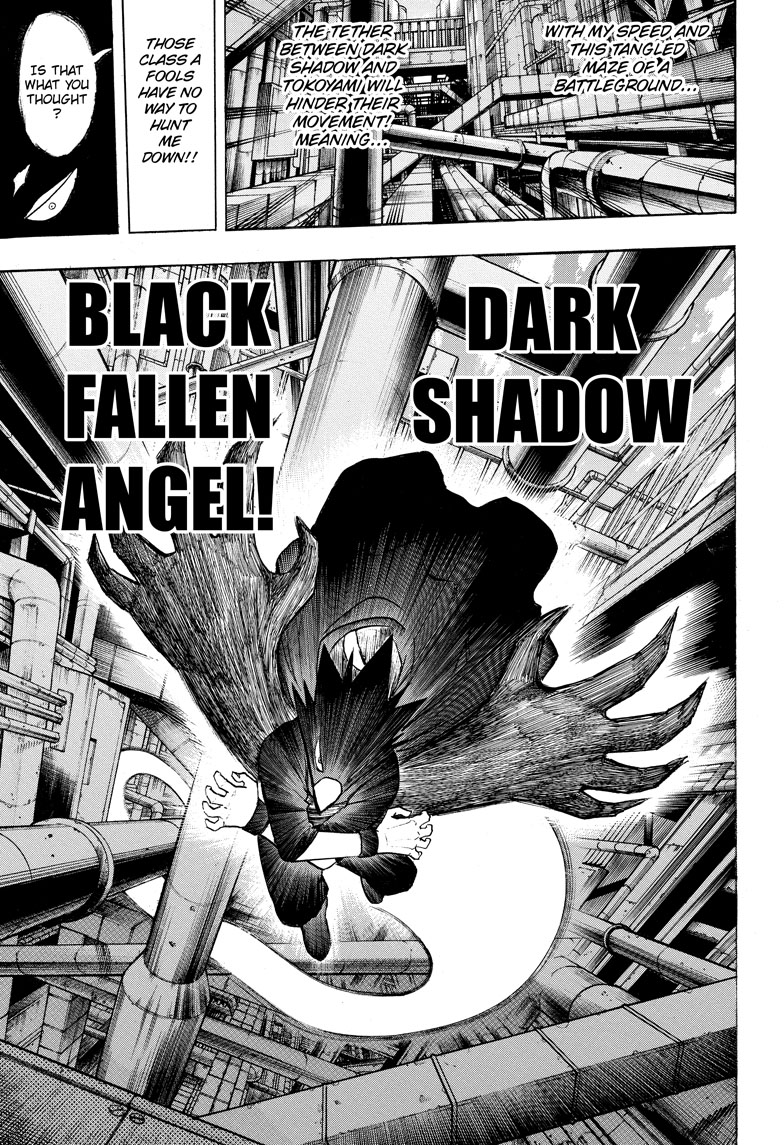 WITH MY SPEED AND
THIS TANGLED
MAZE OF A
BATTLEGROUND...
THE TETHER
BETWEEN DARK
SHADOW AND
TOKOYAMI WILL
HINDER THEIR
MOVEMENT!
MEANING...
THOSE
CLASS A
FOOLS
HAVE NO
WAY TO
HUNT
ME
DOWN!!
IS THAT
WHAT YOU
THOUGHT
?
DARK
SHADOW
BLACK
FALLEN
ANGEL!